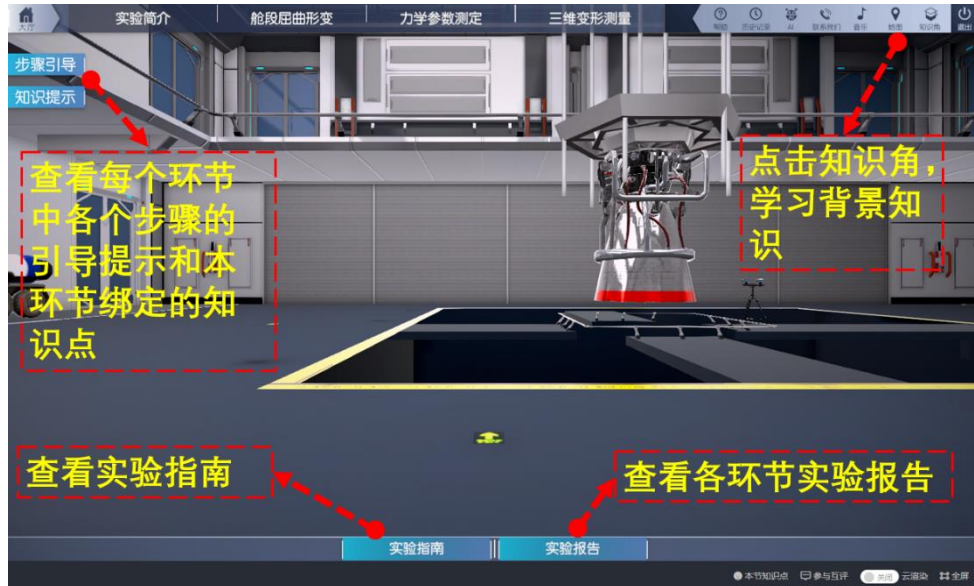 大厅
实验简介
舱段屈曲形变
力学参数测定
三维变形测量
帮助
历史记录
AI
联系我们
音乐
地图
知识角
退出
步骤引导
知识提示
查看每个环节
中各个步骤的
引导提示和本
环节绑定的知
识点
点击知识角，
学习背景知
识
查看实验指南
查看各环节实验报告
实验指南
实验报告
本节知识点
参与互评
关闭
云渲染
全屏